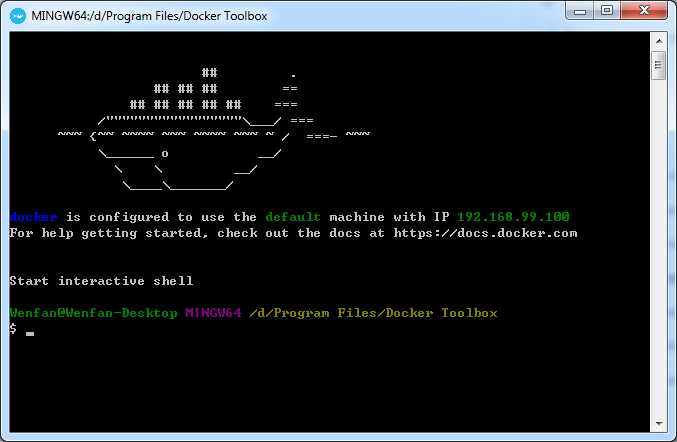 MINGW64:/d/Program Files/Docker Toolbox
                        ##         .
                  ## ## ##        ==
               ## ## ## ## ##    ===
           /"""""""""""""""""\___/ ===
      ~~~ {~~ ~~~~ ~~~ ~~~~ ~~~ ~ /  ===- ~~~
           \______ o           __/
             \    \         __/
              \____\_______/
docker is configured to use the default machine with IP 192.168.99.100
For help getting started, check out the docs at https://docs.docker.com
Start interactive shell
Wenfan@Wenfan-Desktop MINGW64 /d/Program Files/Docker Toolbox
$ _